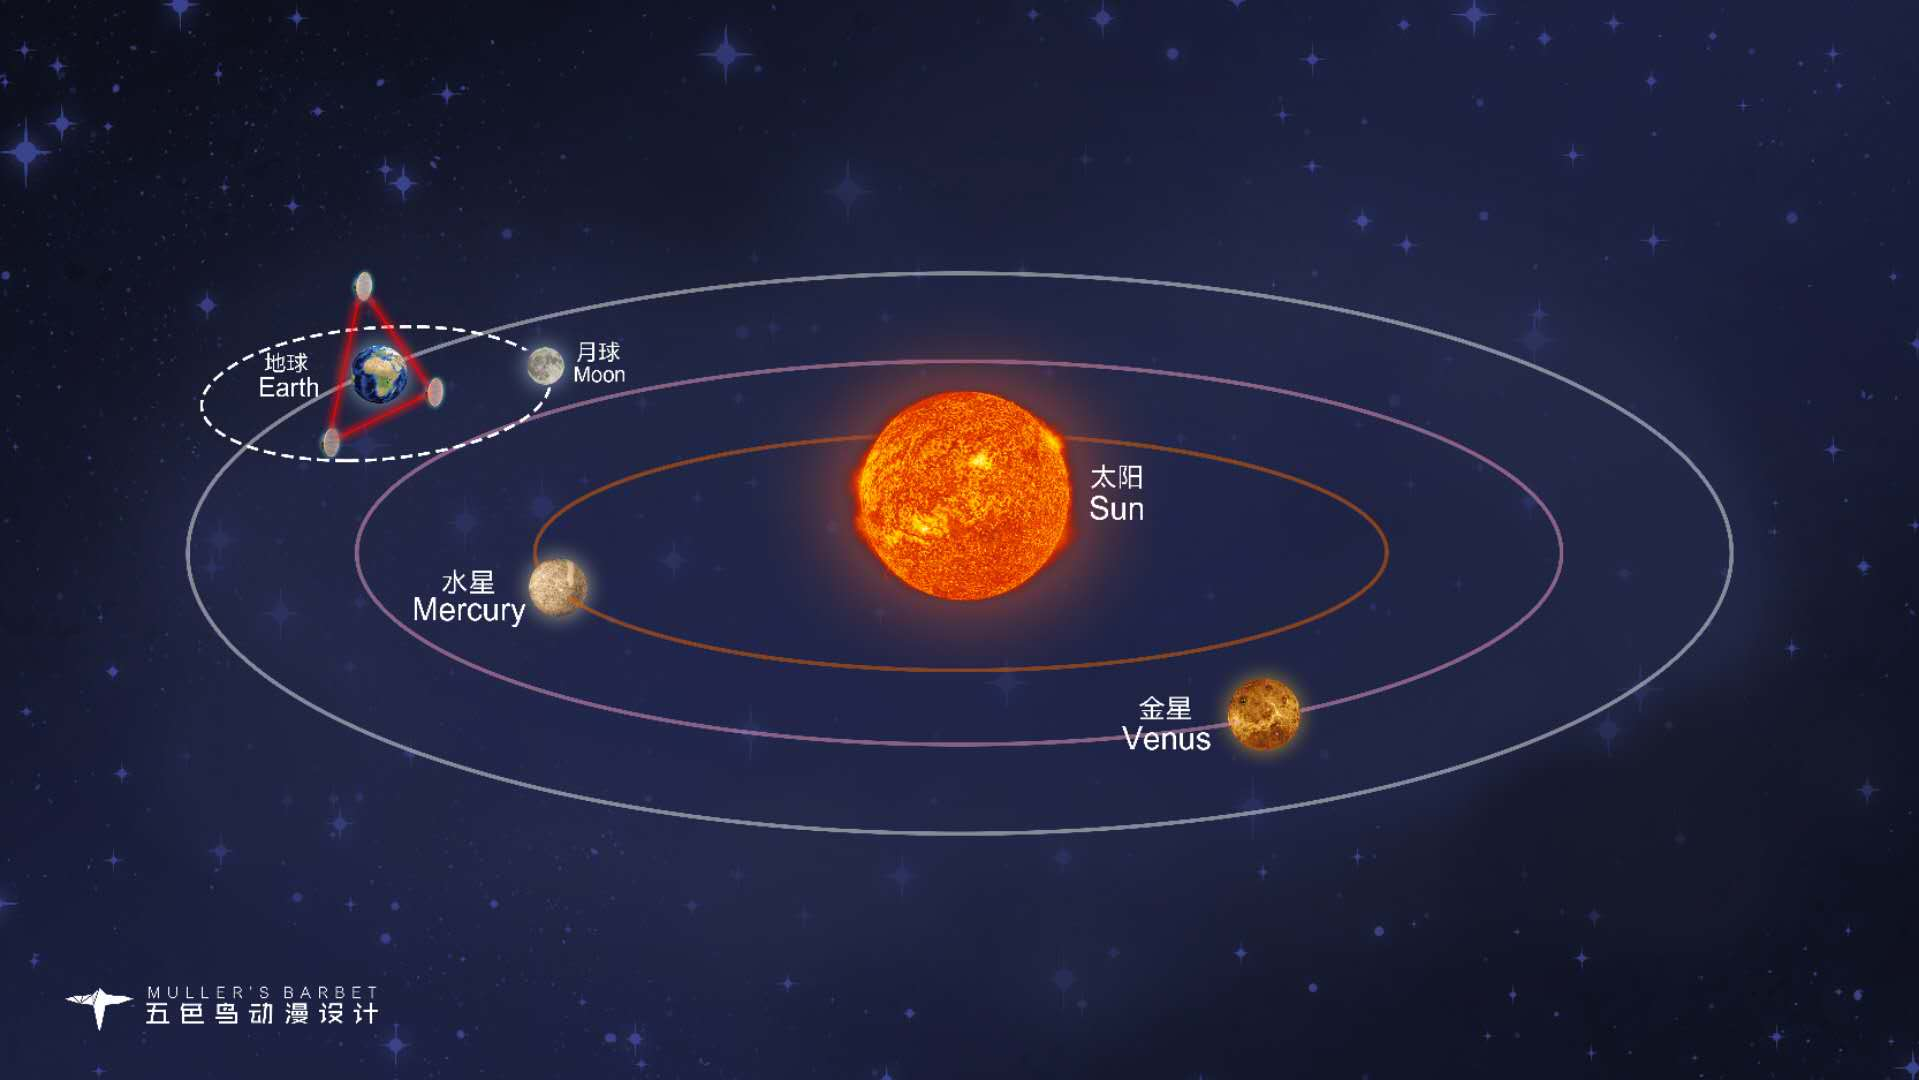 地球
Earth
月球
Moon
太阳
Sun
水星
Mercury
金星
Venus
MULLER'S BARBET
五色鸟动漫设计